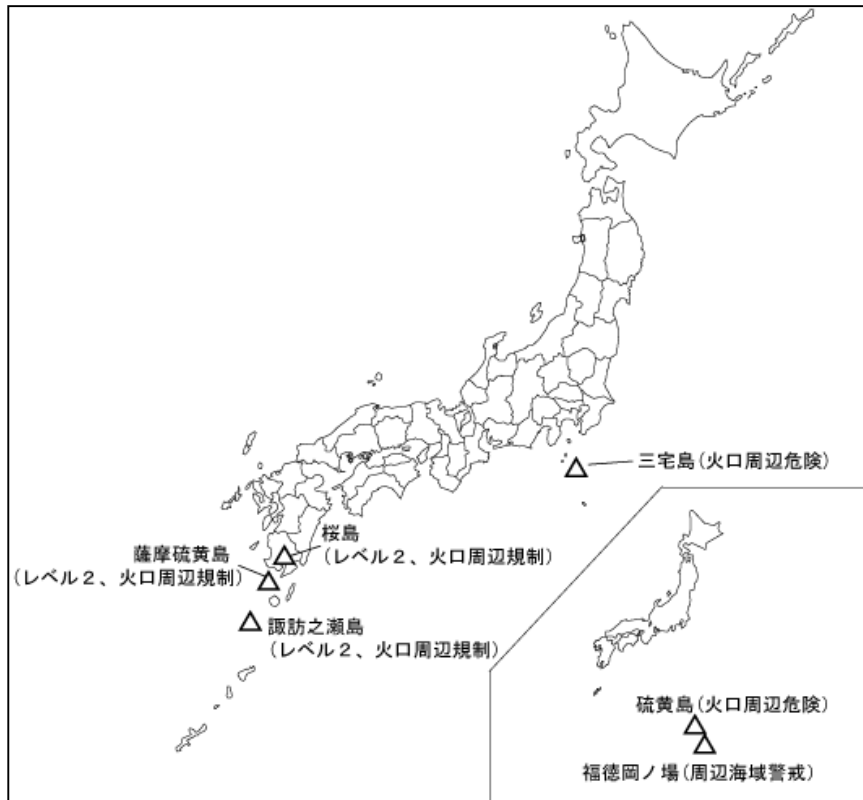 三宅島(火口周辺危険)
桜島
(レベル2、火口周辺規制)
薩摩硫黄島
(レベル2、火口周辺規制)
諏訪之瀬島
(レベル2、火口周辺規制)
硫黄島(火口周辺危険)
福徳岡ノ場(周辺海域警戒)